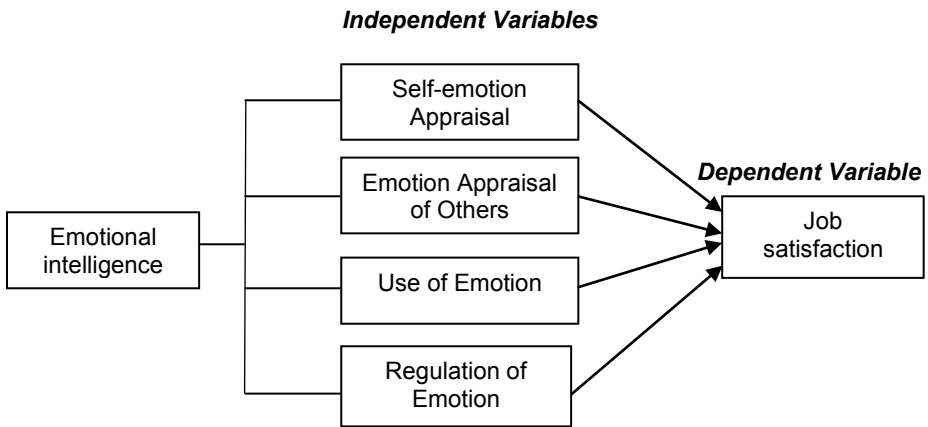 Independent Variables
Self-emotion
Appraisal
Emotion Appraisal
of Others
Dependent Variable
Emotional
intelligence
Job
satisfaction
Use of Emotion
Regulation of
Emotion